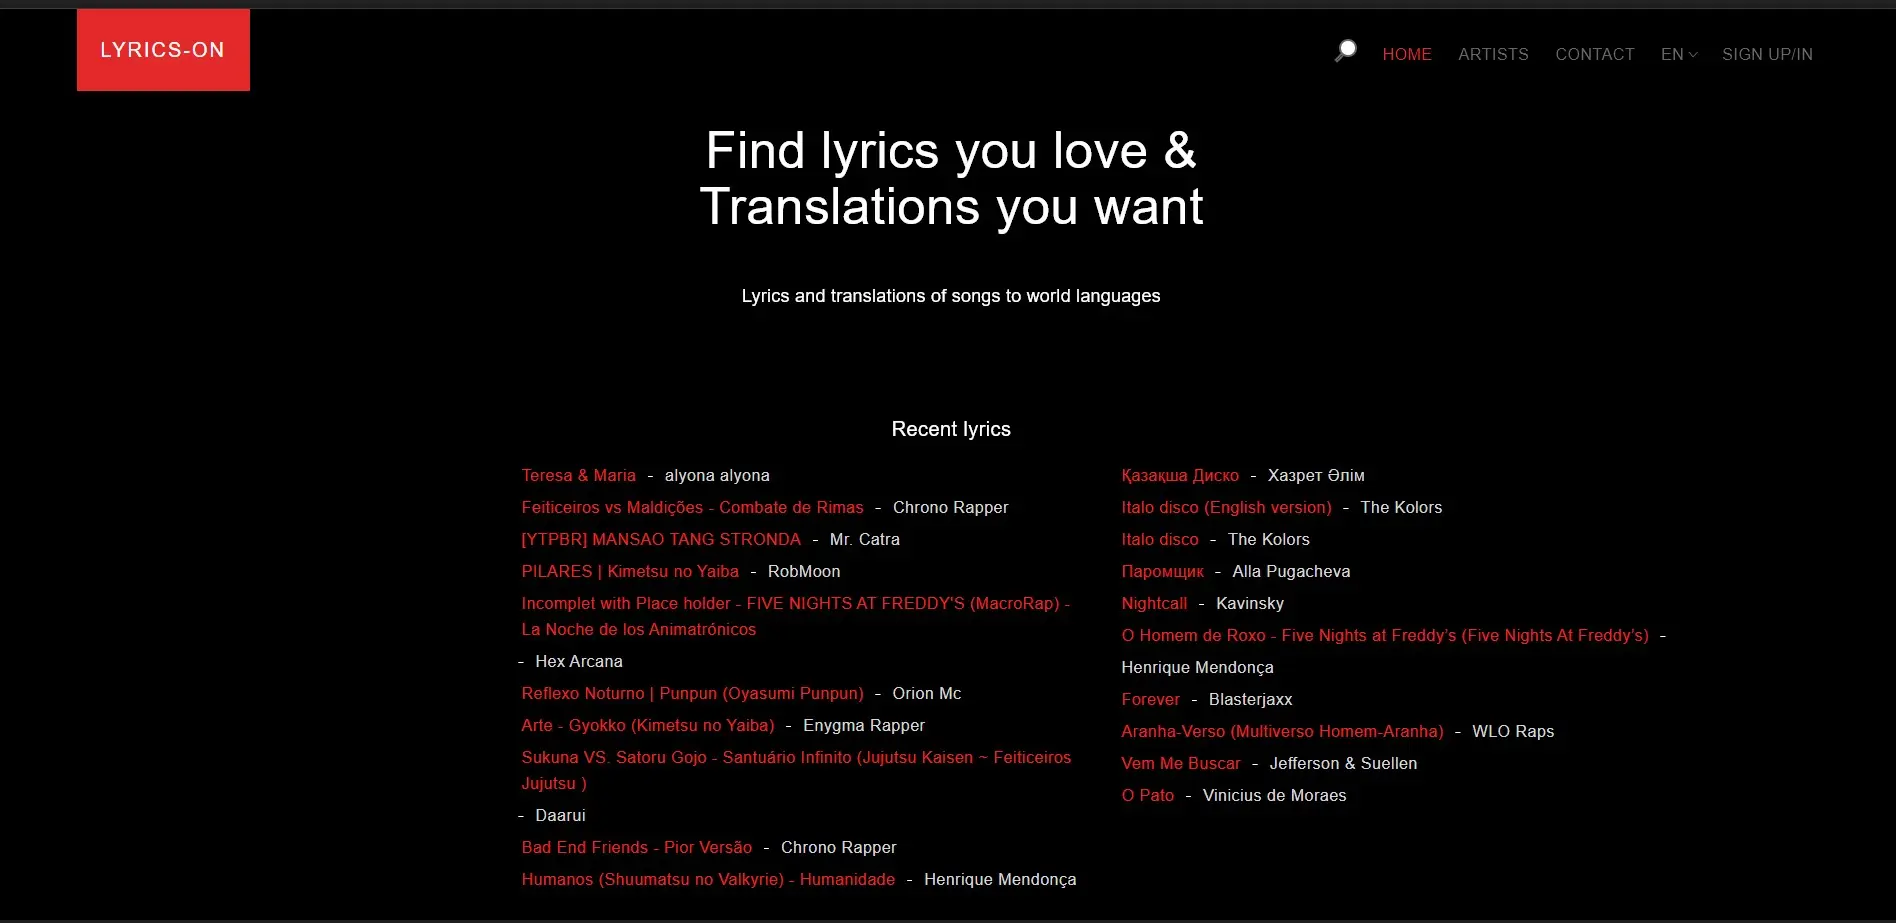 LYRICS-ON
HOME ARTISTS CONTACT EN SIGN UP/IN
Find lyrics you love &
Translations you want
Lyrics and translations of songs to world languages
Recent lyrics
Teresa & Maria - alyona alyona
Feiticeiros vs Maldições - Combate de Rimas - Chrono Rapper
[YTPBR] MANSAO TANG STRONDA - Mr. Catra
PILARES | Kimetsu no Yaiba - RobMoon
Incomplet with Place holder - FIVE NIGHTS AT FREDDY'S (MacroRap) -
La Noche de los Animatrónicos
- Hex Arcana
Reflexo Noturno | Punpun (Oyasumi Punpun) - Orion Mc
Arte - Gyokko (Kimetsu no Yaiba) - Enygma Rapper
Sukuna VS. Satoru Gojo - Santuário Infinito (Jujutsu Kaisen ~ Feiticeiros
Jujutsu )
- Daarui
Bad End Friends - Pior Versão - Chrono Rapper
Humanos (Shuumatsu no Valkyrie) - Humanidade - Henrique Mendonça
Қазақша Диско - Хазрет Әлім
Italo disco (English version) - The Kolors
Italo disco - The Kolors
Паромщик - Alla Pugacheva
Nightcall - Kavinsky
O Homem de Roxo - Five Nights at Freddy's (Five Nights At Freddy's) -
Henrique Mendonça
Forever - Blasterjaxx
Aranha-Verso (Multiverso Homem-Aranha) - WLO Raps
Vem Me Buscar - Jefferson & Suellen
O Pato - Vinicius de Moraes